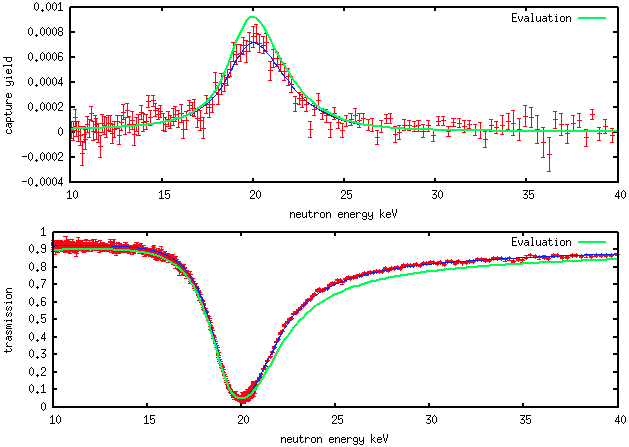 0.001
0.0008
0.0006
0.0004
0.0002
0
-0.0002
-0.0004
capture yield
Evaluation
10 15 20 25 30 35 40
neutron energy keV
1
0.9
0.8
0.7
0.6
0.5
0.4
0.3
0.2
0.1
0
trasmission
Evaluation
10 15 20 25 30 35 40
neutron energy keV